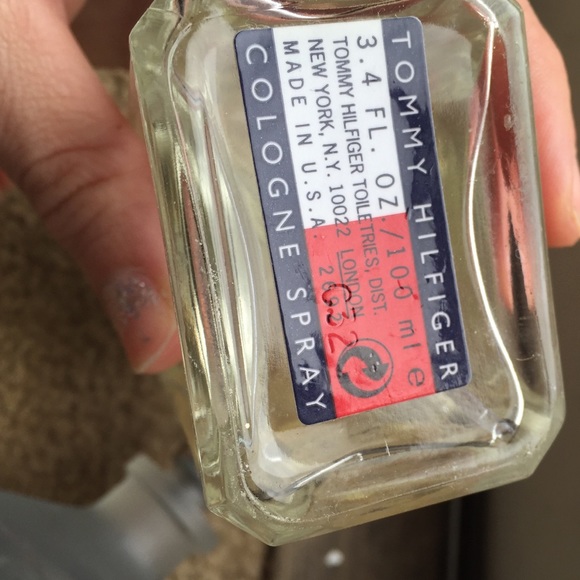 TOMMY HILFIGER
3.4 FL. OZ./100 ml e
TOMMY HILFIGER TOILETRIES, DIST.
NEW YORK, N.Y. 10022 LONDON
MADE IN U.S.A.
COLOGNE SPRAY